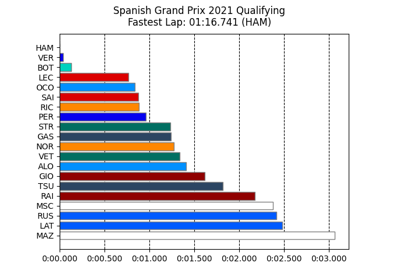 Spanish Grand Prix 2021 Qualifying
Fastest Lap: 01:16.741 (HAM)
HAM
VER
BOT
LEC
OCO
SAI
RIC
PER
STR
GAS
NOR
VET
ALO
GIO
TSU
RAI
MSC
RUS
LAT
MAZ
0:00.000 0:00.500 0:01.000 0:01.500 0:02.000 0:02.500 0:03.000